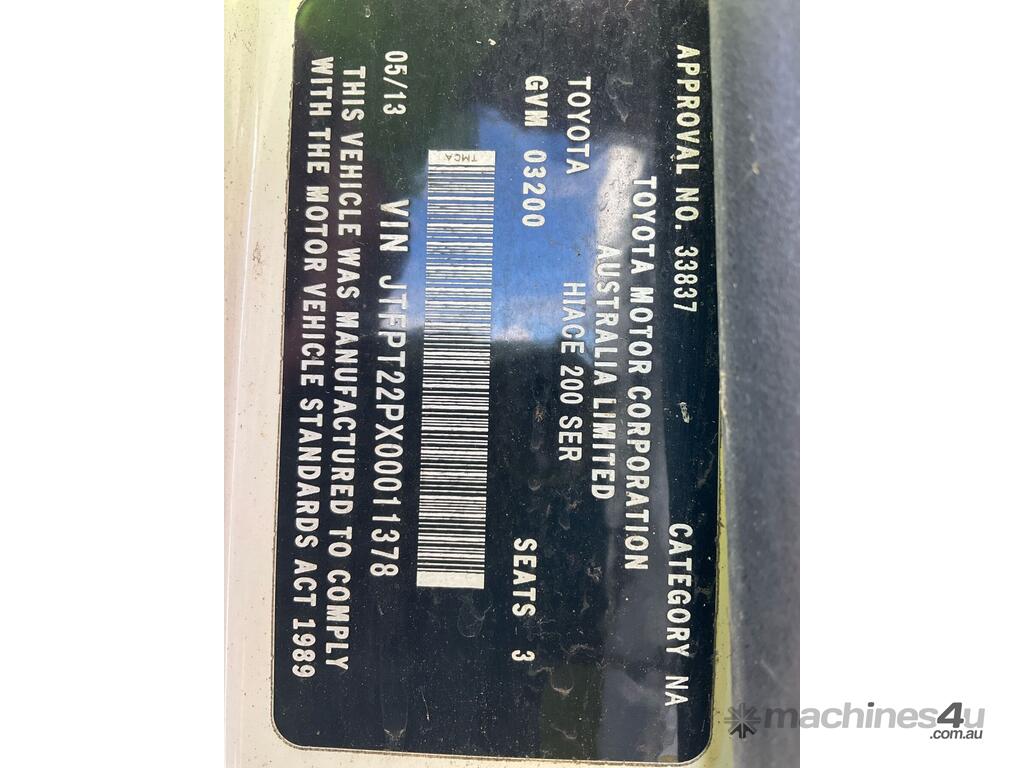 APPROVAL NO. 33837 CATEGORY NA
TOYOTA MOTOR CORPORATION
AUSTRALIA LIMITED
TOYOTA HIACE 200 SER
GVM 03200 SEATS 3
TMCA
05/13 VIN JTFPT22PX00011378
THIS VEHICLE WAS MANUFACTURED TO COMPLY
WITH THE MOTOR VEHICLE STANDARDS ACT 1989
machines4u
.com.au